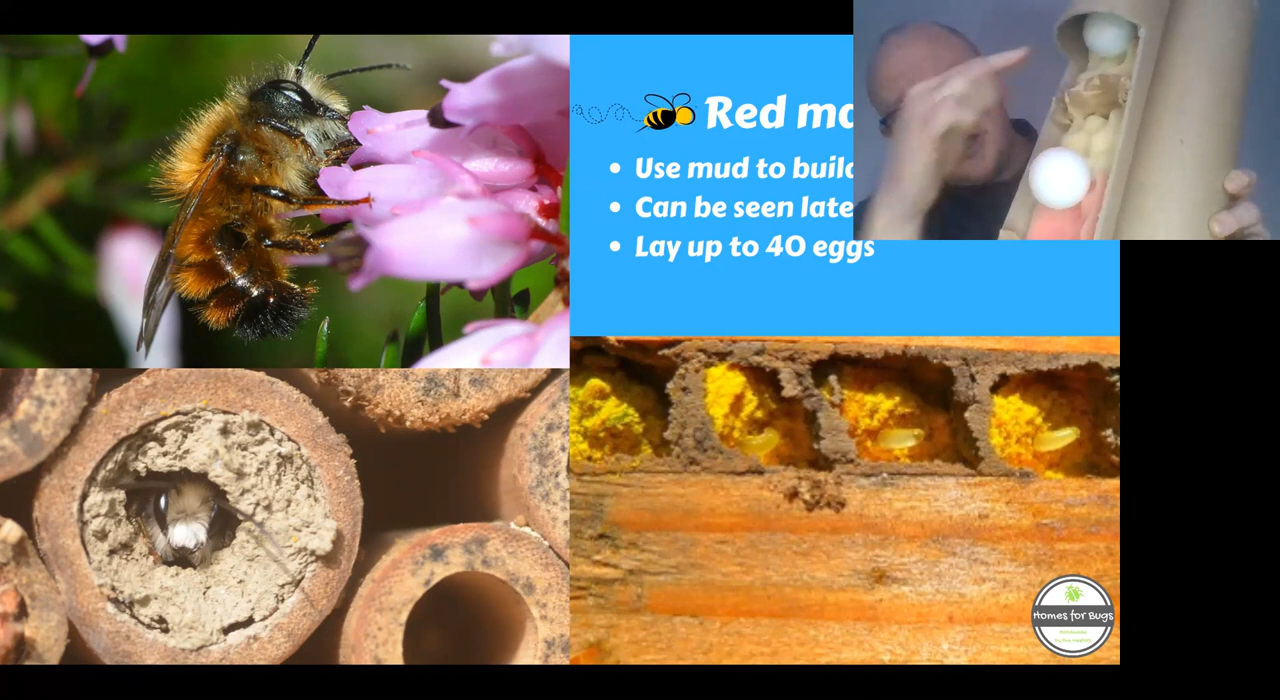 Red ma
Use mud to build
Can be seen late
Lay up to 40 eggs
Homes for Bugs